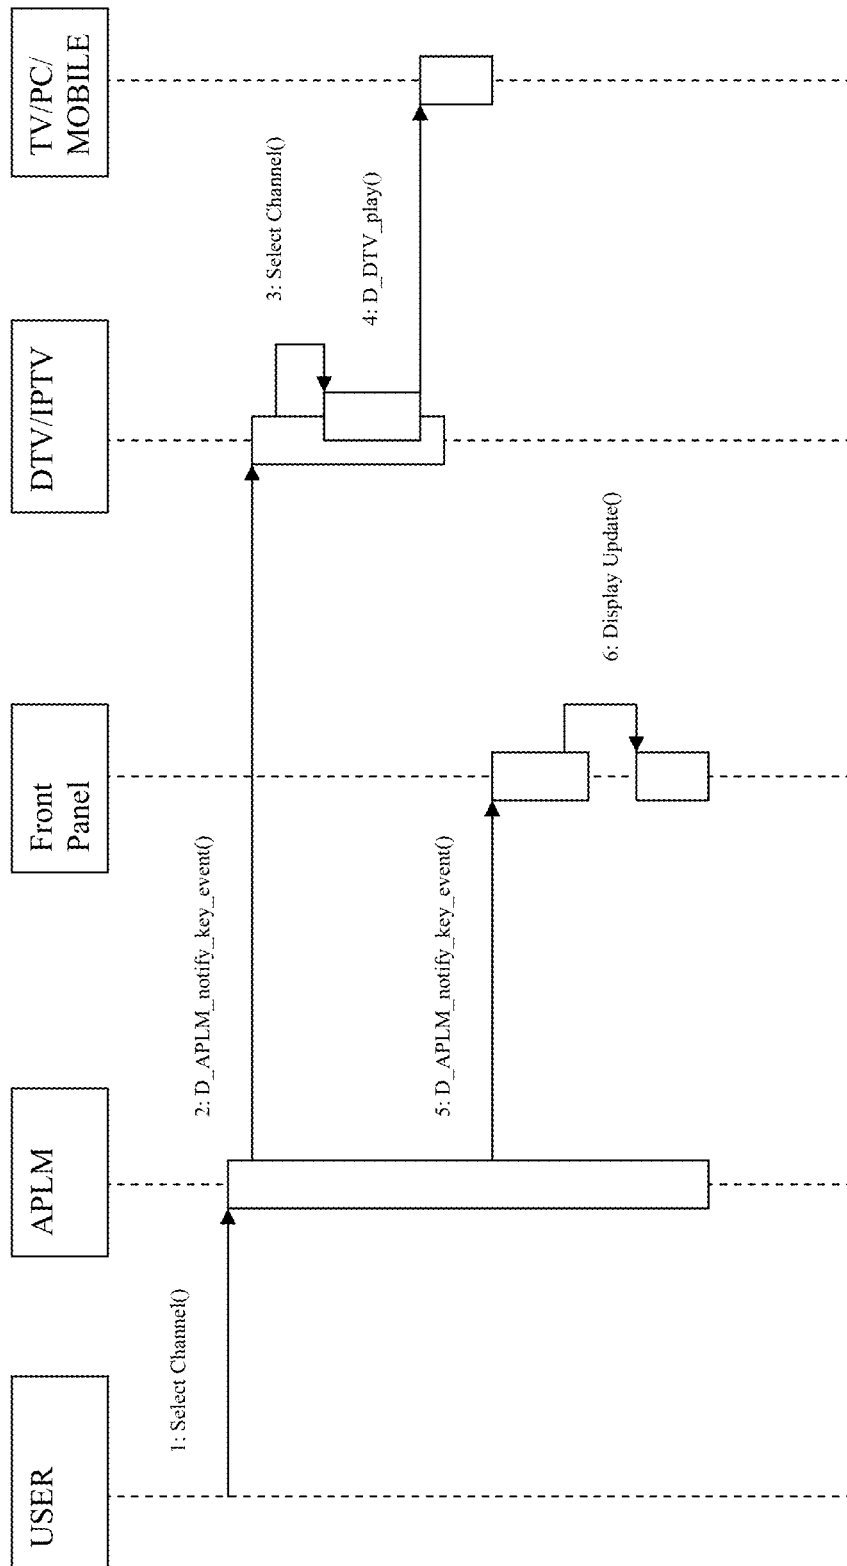 USER
APLM
Front
Panel
DTV/IPTV
TV/PC/
MOBILE
1: Select Channel()
2: D_APLM_notify_key_event()
3: Select Channel()
4: D_DTV_play()
5: D_APLM_notify_key_event()
6: Display Update()